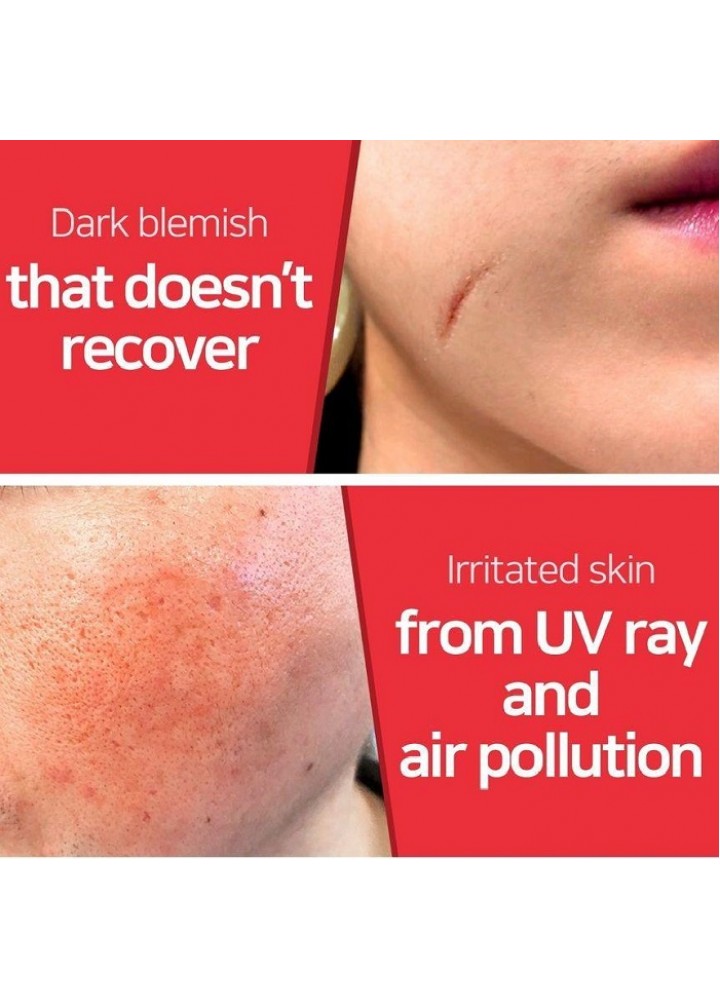 Dark blemish
that doesn't
recover
Irritated skin
from UV ray
and
air pollution